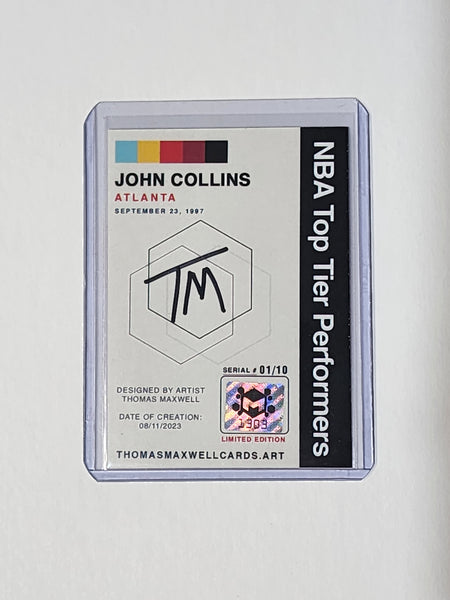 JOHN COLLINS
ATLANTA
SEPTEMBER 23, 1997
NBA Top Tier Performers
TM
SERIAL # 01/10
DESIGNED BY ARTIST
THOMAS MAXWELL
1909
DATE OF CREATION:
08/11/2023
LIMITED EDITION
THOMASMAXWELLCARDS.ART